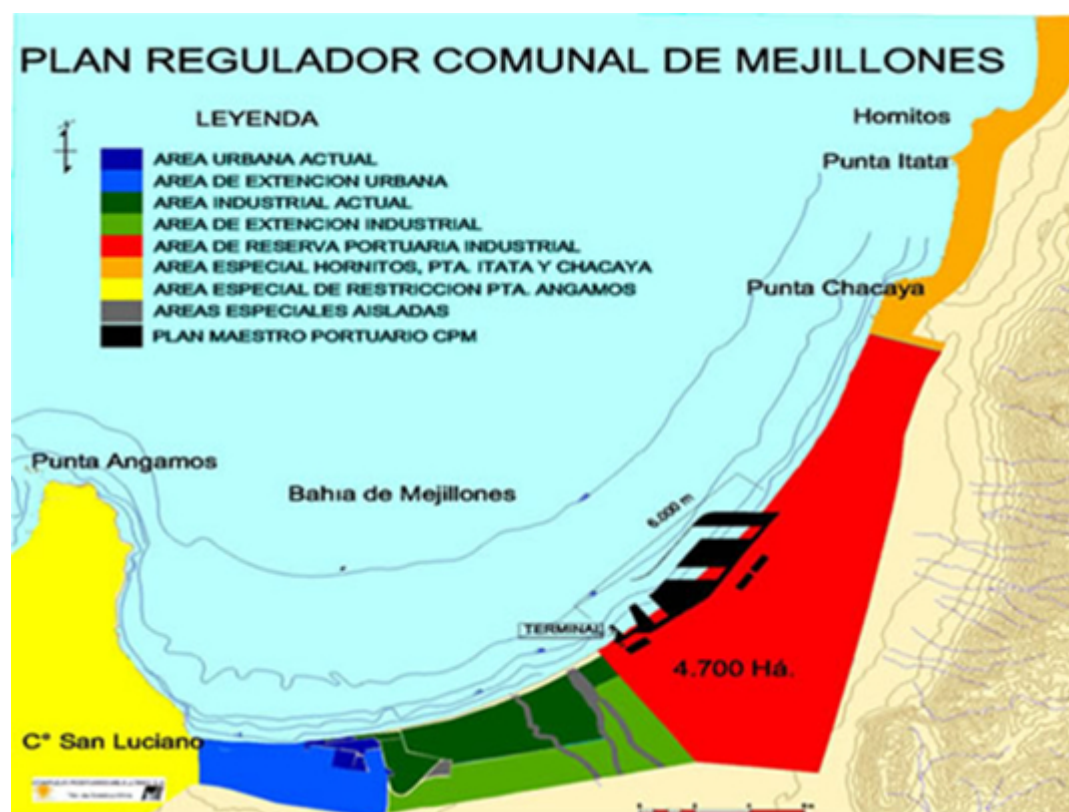 PLAN REGULADOR COMUNAL DE MEJILLONES
LEYENDA
AREA URBANA ACTUAL
AREA DE EXTENCION URBANA
AREA INDUSTRIAL ACTUAL
AREA DE EXTENCION INDUSTRIAL
AREA DE RESERVA PORTUARIA INDUSTRIAL
AREA ESPECIAL HORNITOS, PTA. ITATA Y CHACAYA
AREA ESPECIAL DE RESTRICCION PTA. ANGAMOS
AREAS ESPECIALES AISLADAS
PLAN MAESTRO PORTUARIO CPM
Hornitos
Punta Itata
Punta Chacaya
Punta Angamos
Bahia de Mejillones
6.000 m
TERMINAL 1
4.700 Há.
C° San Luciano